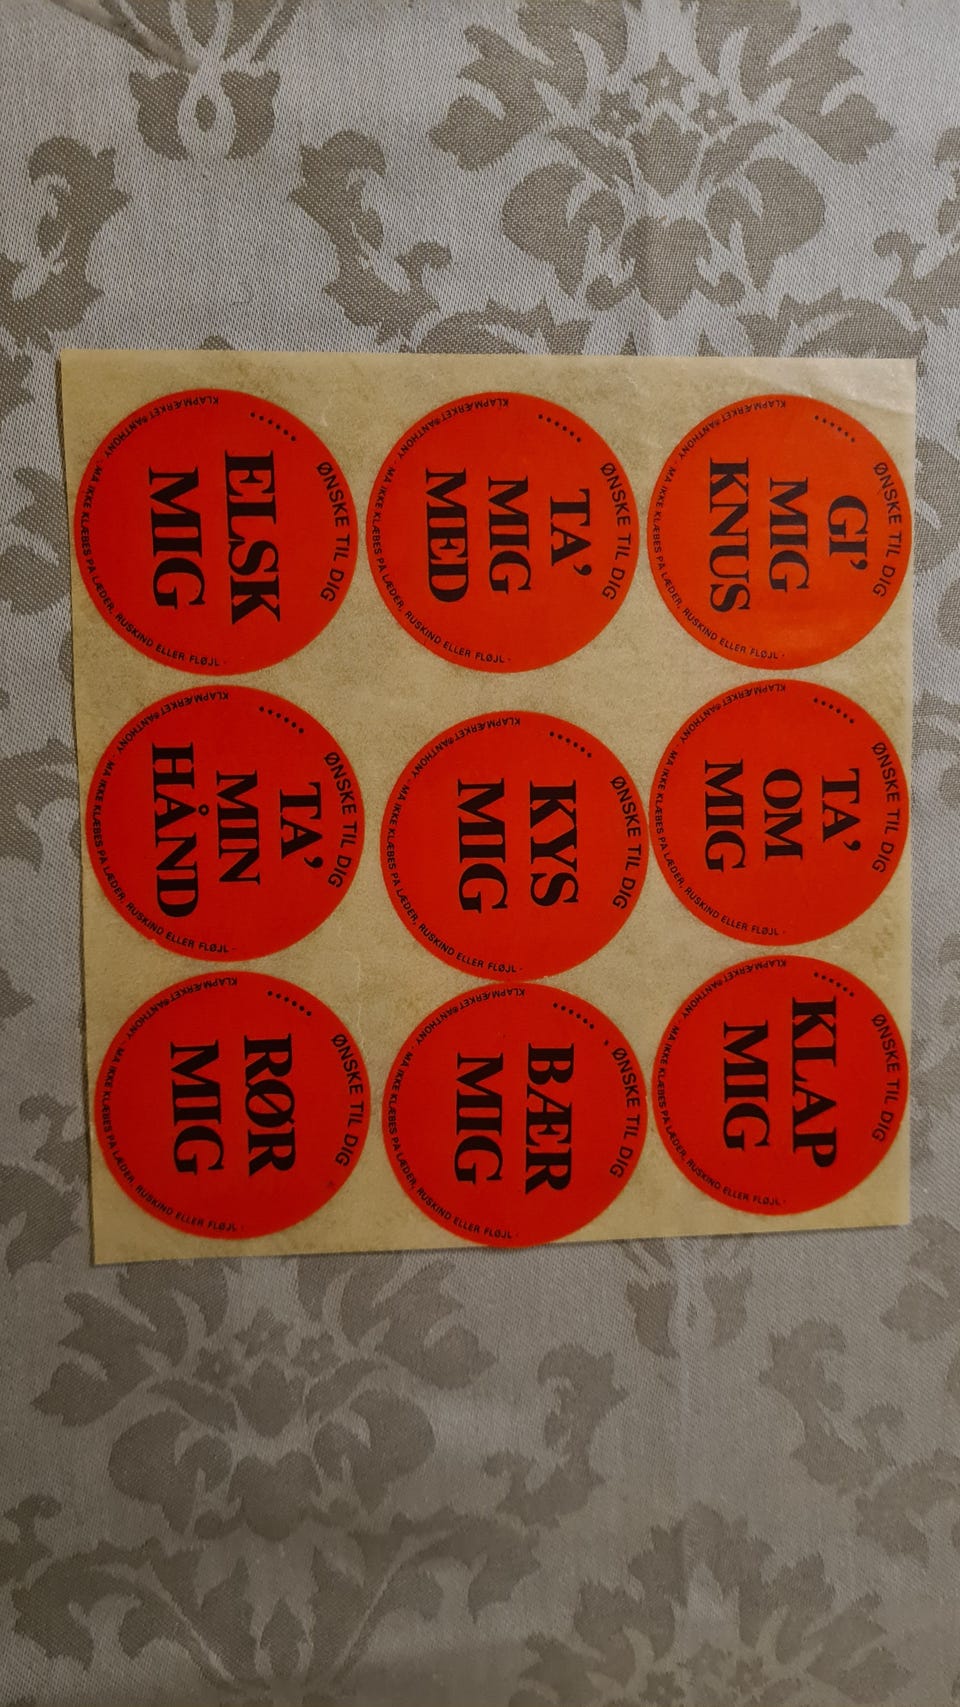 ...... ØNSKE TIL DIG
GI’
MIG
KNUS
KLAPMÆRKET®ANTHONY · MÅ IKKE KLÆBES PÅ LÆDER, RUSKIND ELLER FLØJL ·
...... ØNSKE TIL DIG
TA’
OM
MIG
KLAPMÆRKET®ANTHONY · MÅ IKKE KLÆBES PÅ LÆDER, RUSKIND ELLER FLØJL ·
...... ØNSKE TIL DIG
KLAP
MIG
KLAPMÆRKET®ANTHONY · MÅ IKKE KLÆBES PÅ LÆDER, RUSKIND ELLER FLØJL ·
...... ØNSKE TIL DIG
TA’
MIG
MED
KLAPMÆRKET®ANTHONY · MÅ IKKE KLÆBES PÅ LÆDER, RUSKIND ELLER FLØJL ·
...... ØNSKE TIL DIG
KYS
MIG
KLAPMÆRKET®ANTHONY · MÅ IKKE KLÆBES PÅ LÆDER, RUSKIND ELLER FLØJL ·
...... ØNSKE TIL DIG
BÆR
MIG
KLAPMÆRKET®ANTHONY · MÅ IKKE KLÆBES PÅ LÆDER, RUSKIND ELLER FLØJL ·
...... ØNSKE TIL DIG
ELSK
MIG
KLAPMÆRKET®ANTHONY · MÅ IKKE KLÆBES PÅ LÆDER, RUSKIND ELLER FLØJL ·
...... ØNSKE TIL DIG
TA’
MIN
HÅND
KLAPMÆRKET®ANTHONY · MÅ IKKE KLÆBES PÅ LÆDER, RUSKIND ELLER FLØJL ·
...... ØNSKE TIL DIG
RØR
MIG
KLAPMÆRKET®ANTHONY · MÅ IKKE KLÆBES PÅ LÆDER, RUSKIND ELLER FLØJL ·